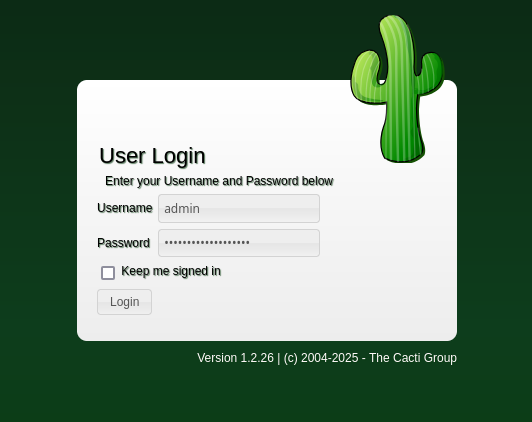 User Login
Enter your Username and Password below
Username admin
Password •••••••••••••••••••
Keep me signed in
Login
Version 1.2.26 | (c) 2004-2025 - The Cacti Group